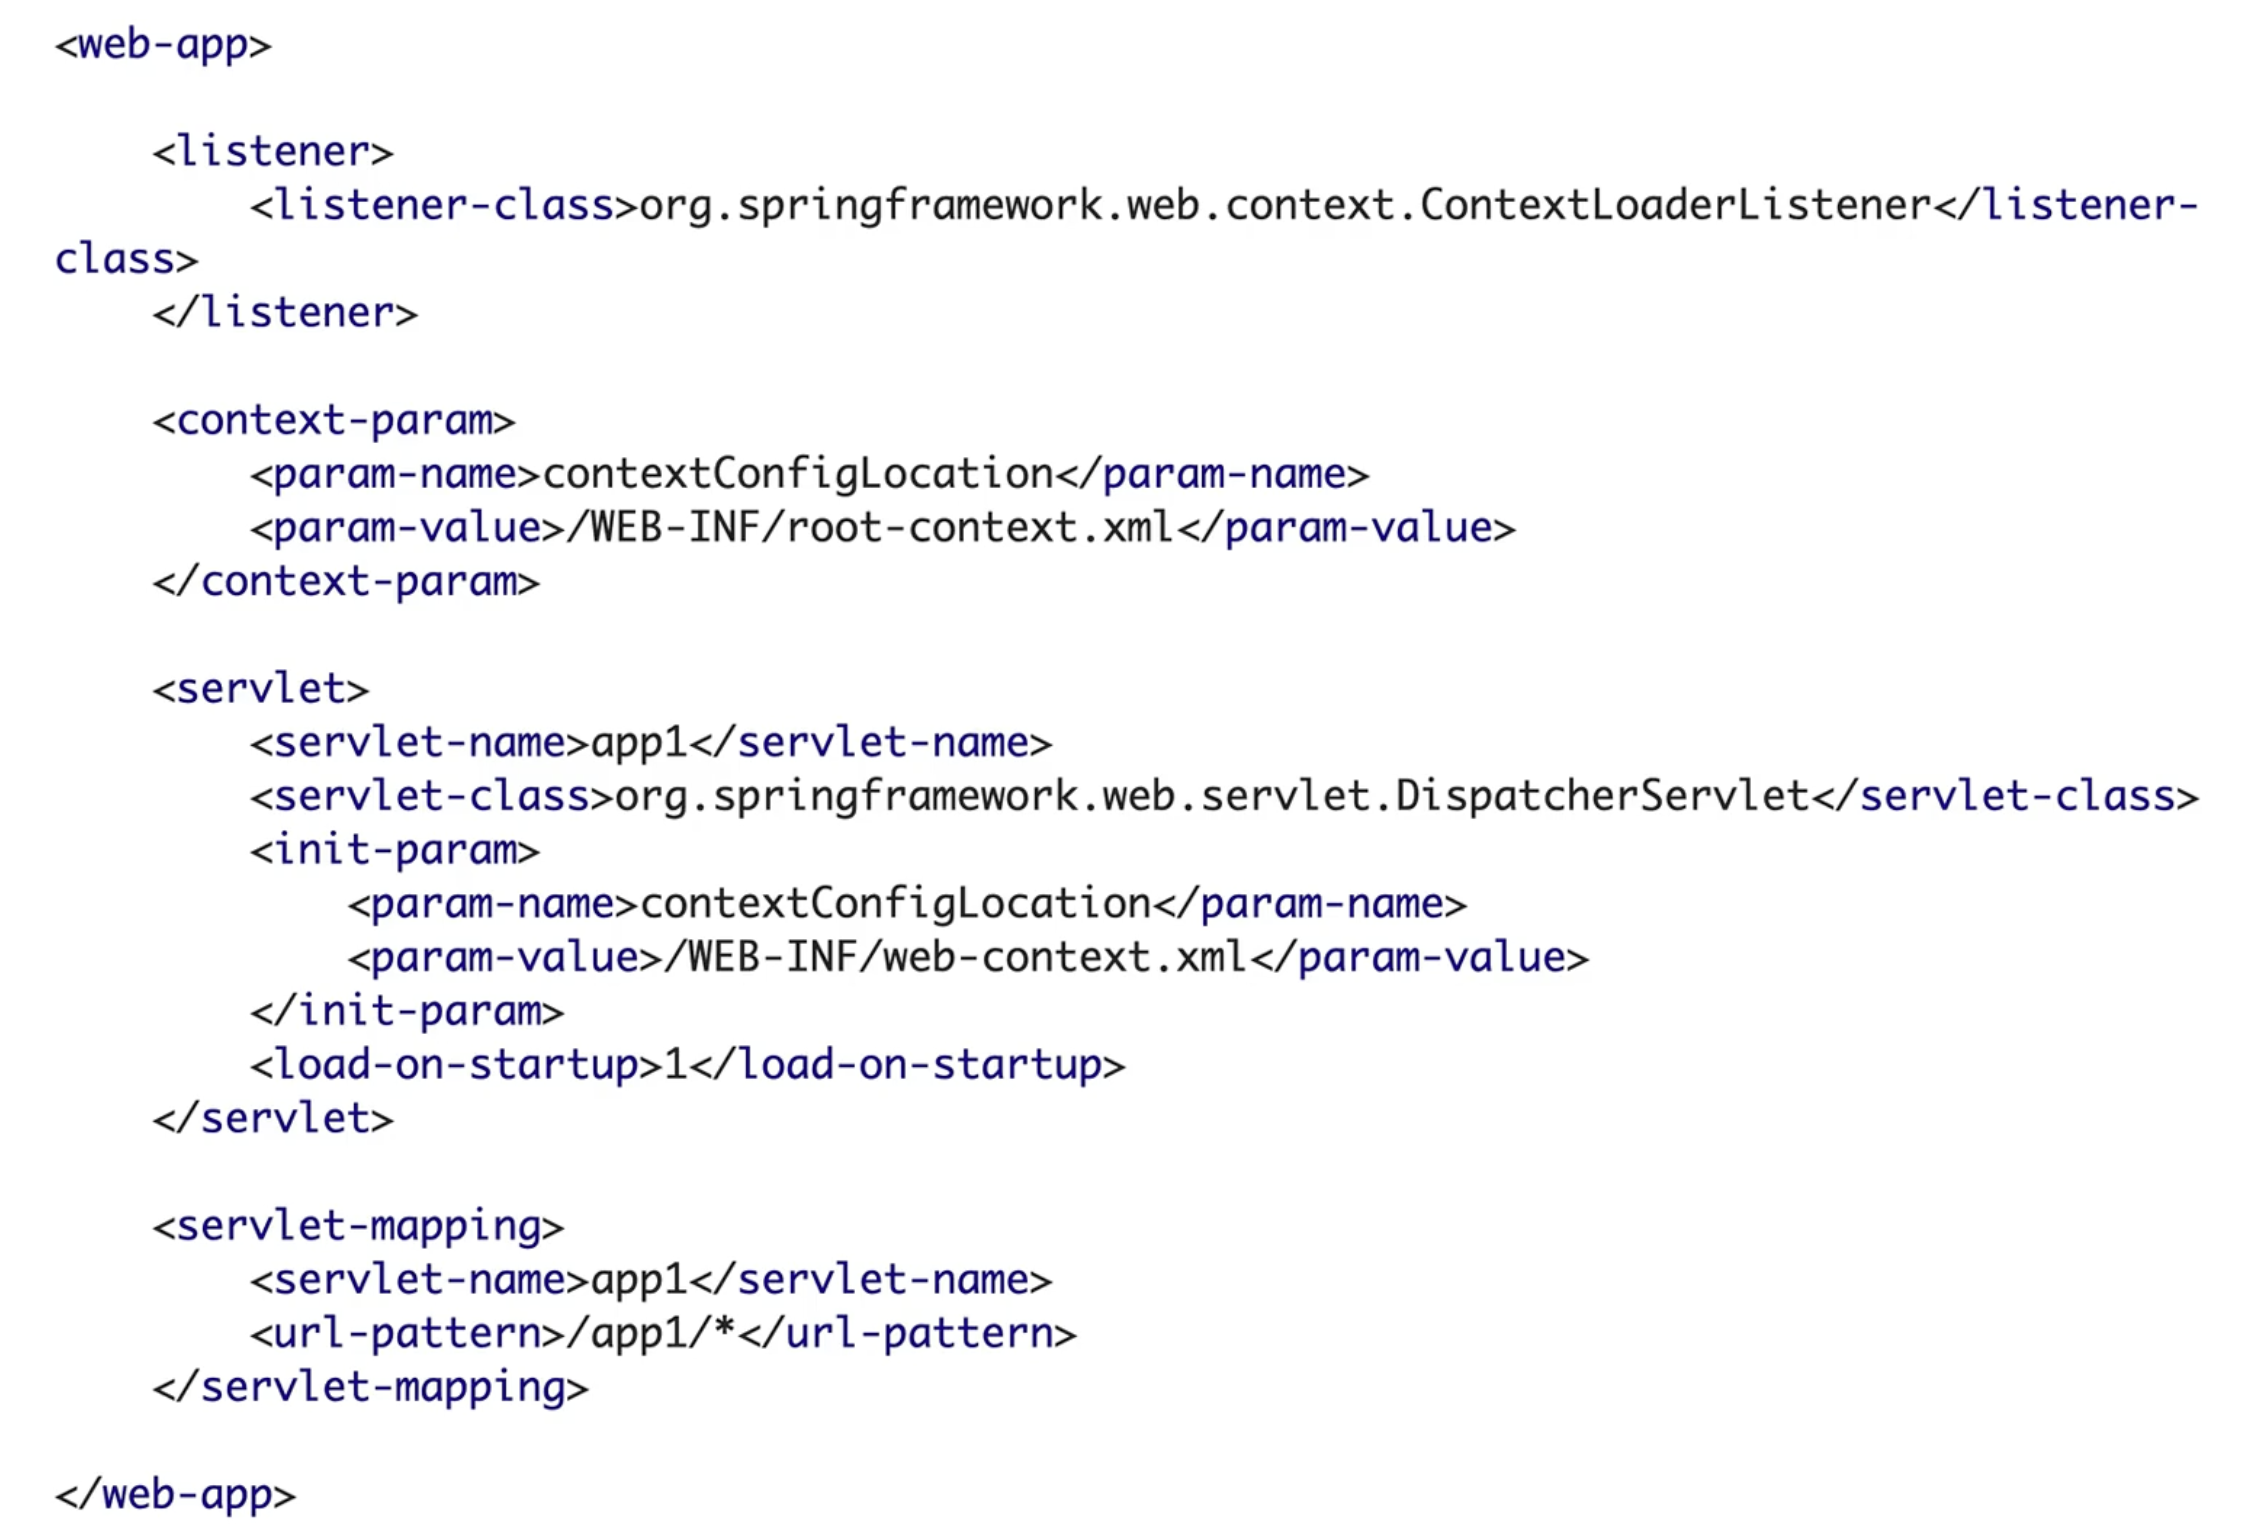 <web-app>
<listener>
<listener-class>org.springframework.web.context.ContextLoaderListener</listener-
class>
</listener>
<context-param>
<param-name>contextConfigLocation</param-name>
<param-value>/WEB-INF/root-context.xml</param-value>
</context-param>
<servlet>
<servlet-name>app1</servlet-name>
<servlet-class>org.springframework.web.servlet.DispatcherServlet</servlet-class>
<init-param>
<param-name>contextConfigLocation</param-name>
<param-value>/WEB-INF/web-context.xml</param-value>
</init-param>
<load-on-startup>1</load-on-startup>
</servlet>
<servlet-mapping>
<servlet-name>app1</servlet-name>
<url-pattern>/app1/*</url-pattern>
</servlet-mapping>
</web-app>